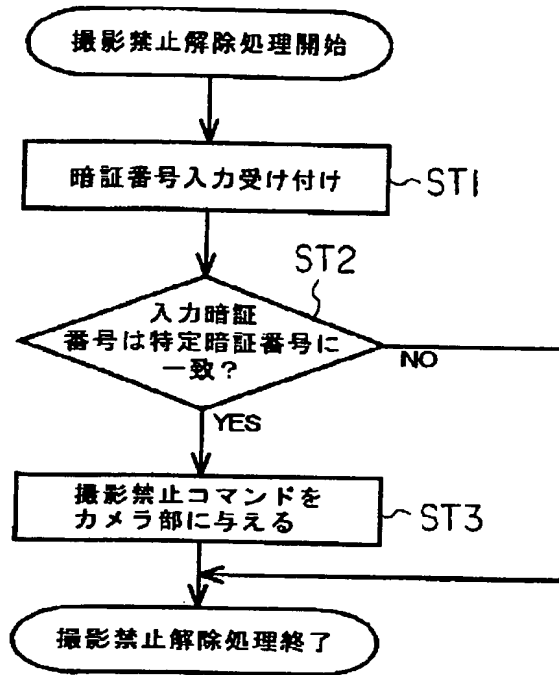 撮影禁止解除処理開始
暗証番号入力受け付け
ST1
ST2
入力暗証
番号は特定暗証番号に
一致？
NO
YES
撮影禁止コマンドを
カメラ部に与える
ST3
撮影禁止解除処理終了